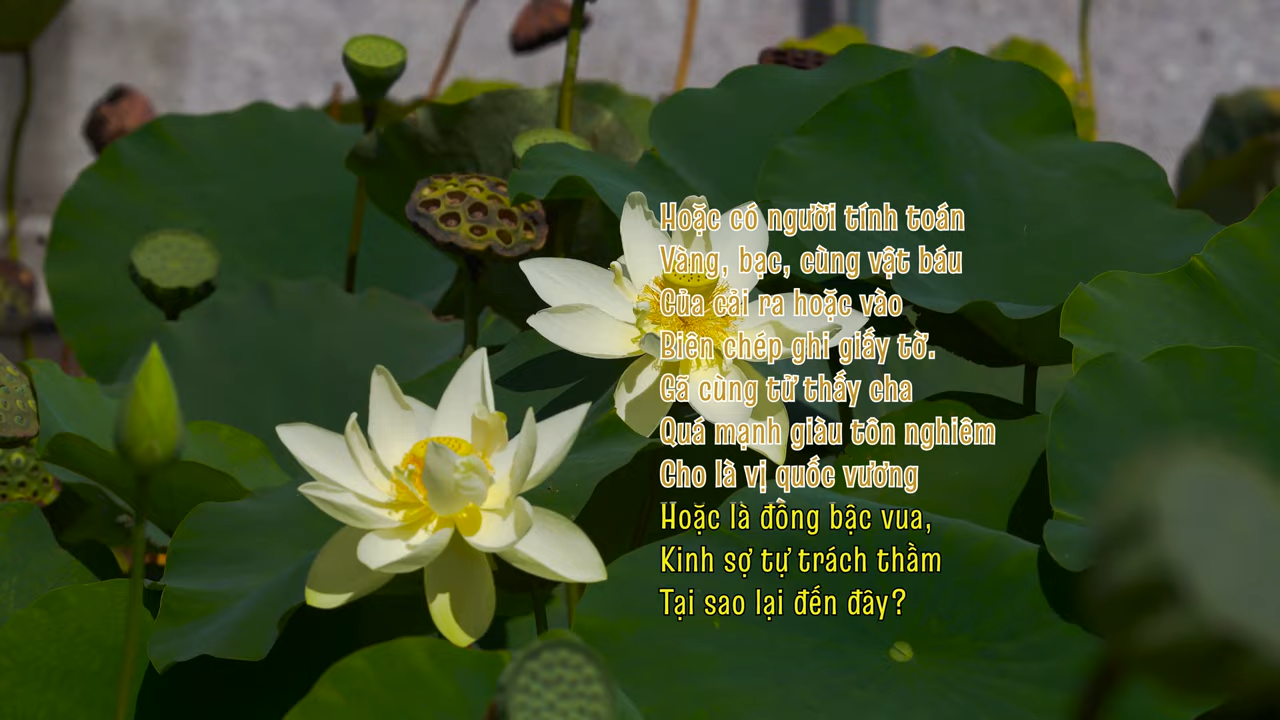 Hoặc có người tính toán
Vàng, bạc, cùng vật báu
Của cải ra hoặc vào
Biên chép ghi giấy tờ.
Gã cùng tử thấy cha
Quá mạnh giàu tôn nghiêm
Cho là vị quốc vương
Hoặc là đồng bậc vua,
Kinh sợ tự trách thầm
Tại sao lại đến đây?